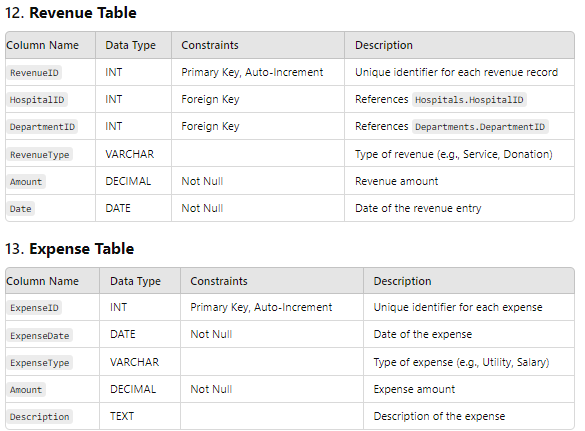 12. Revenue Table
Column Name Data Type Constraints Description
RevenueID INT Primary Key, Auto-Increment Unique identifier for each revenue record
HospitalID INT Foreign Key References Hospitals.HospitalID
DepartmentID INT Foreign Key References Departments.DepartmentID
RevenueType VARCHAR Type of revenue (e.g., Service, Donation)
Amount DECIMAL Not Null Revenue amount
Date DATE Not Null Date of the revenue entry
13. Expense Table
Column Name Data Type Constraints Description
ExpenseID INT Primary Key, Auto-Increment Unique identifier for each expense
ExpenseDate DATE Not Null Date of the expense
ExpenseType VARCHAR Type of expense (e.g., Utility, Salary)
Amount DECIMAL Not Null Expense amount
Description TEXT Description of the expense